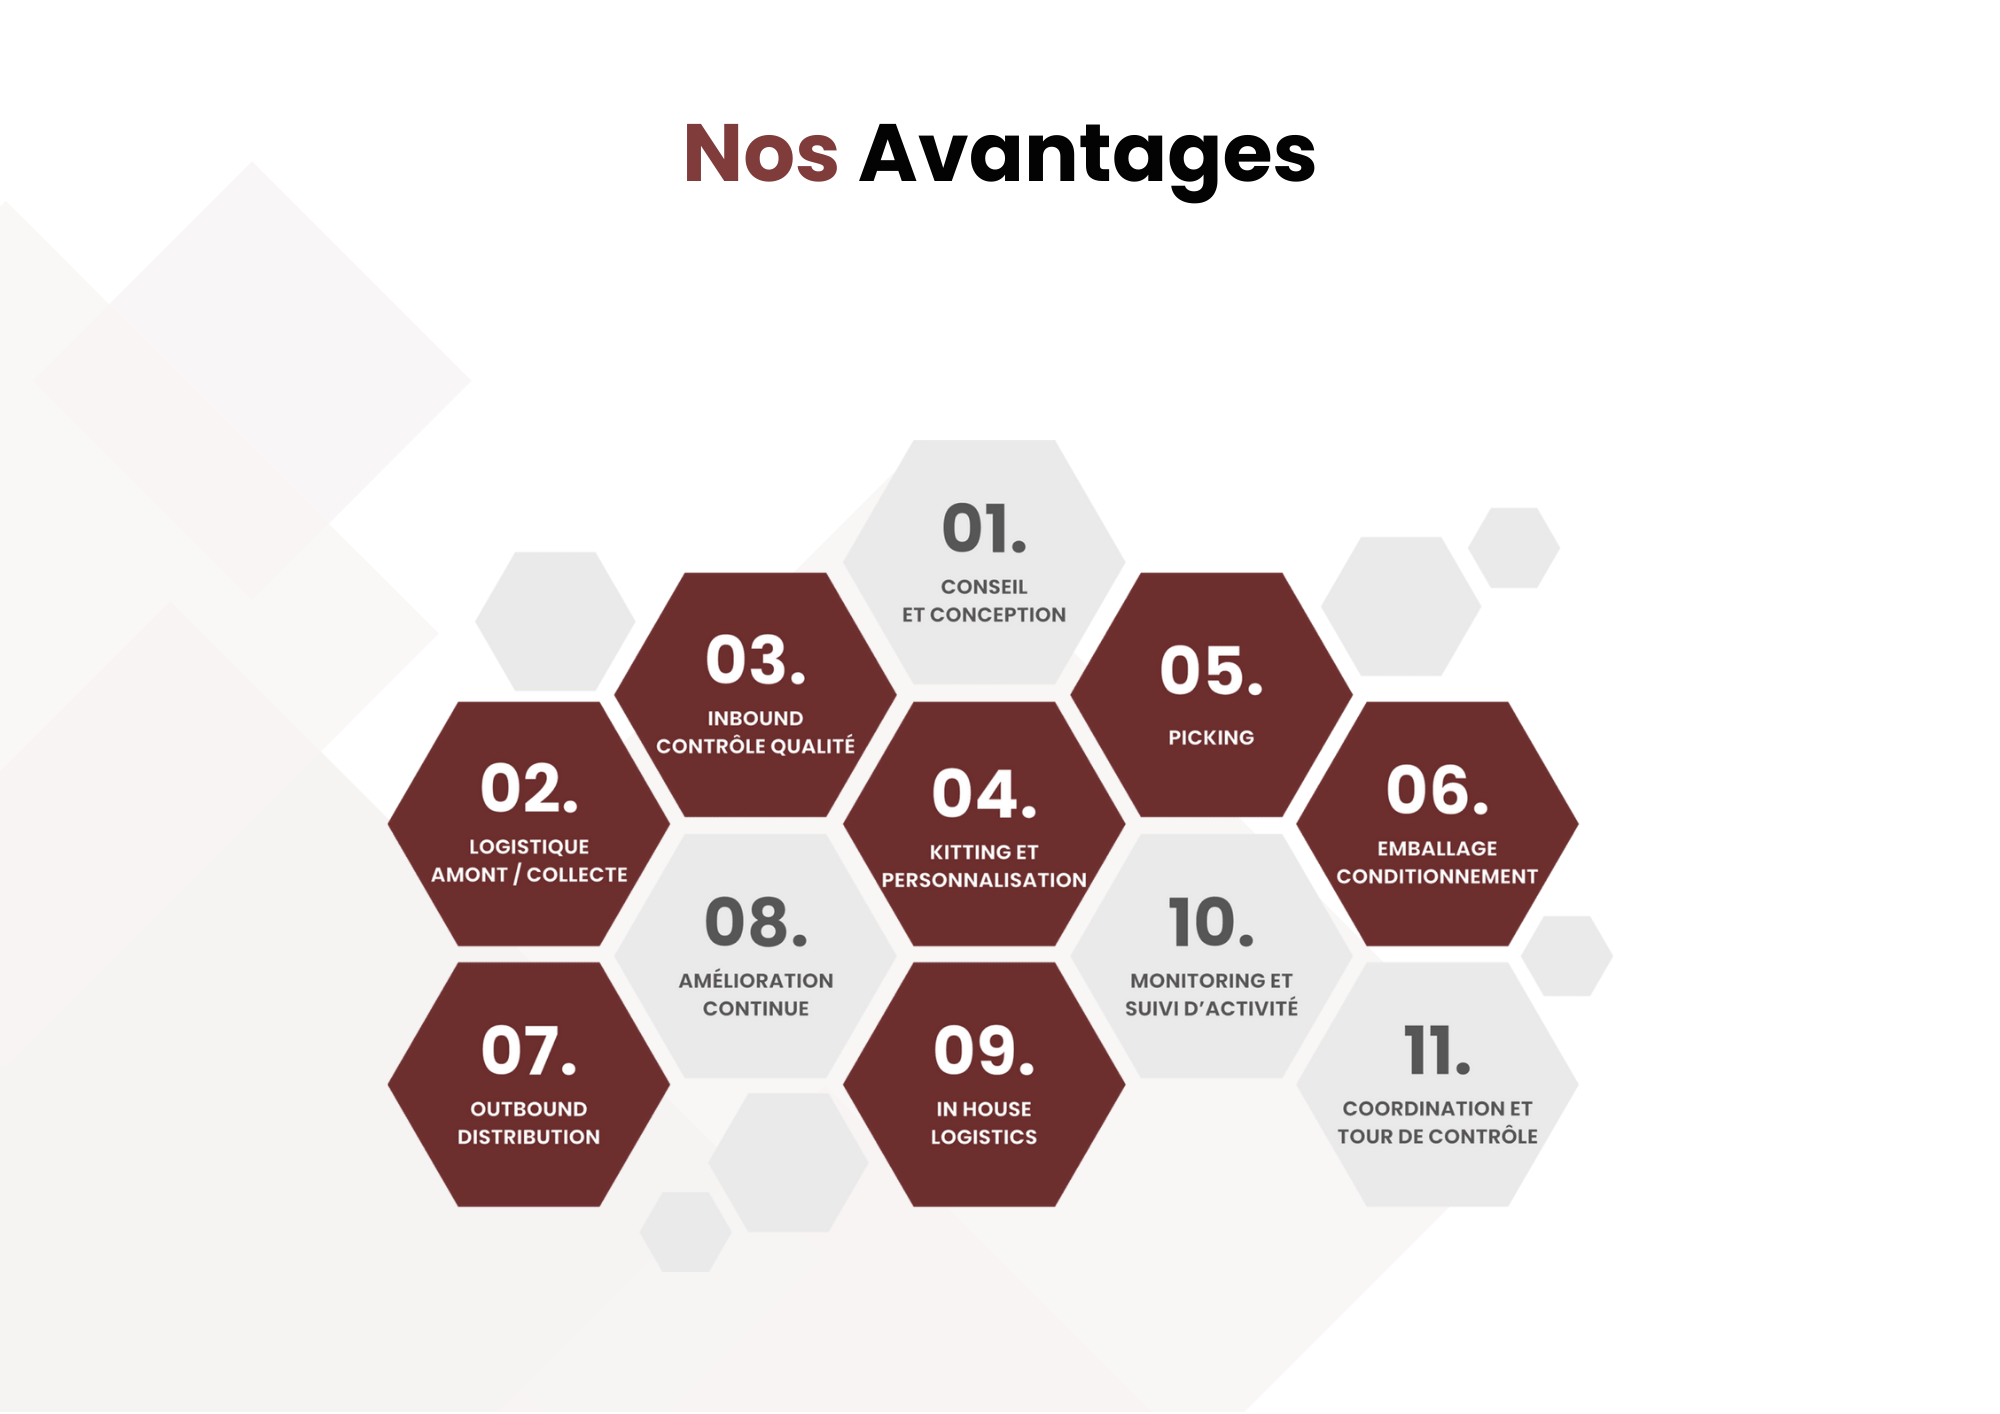 Nos Avantages
01.
CONSEIL
ET CONCEPTION
02.
LOGISTIQUE
AMONT / COLLECTE
03.
INBOUND
CONTRÔLE QUALITÉ
04.
KITTING ET
PERSONNALISATION
05.
PICKING
06.
EMBALLAGE
CONDITIONNEMENT
07.
OUTBOUND
DISTRIBUTION
08.
AMÉLIORATION
CONTINUE
09.
IN HOUSE
LOGISTICS
10.
MONITORING ET
SUIVI D’ACTIVITÉ
11.
COORDINATION ET
TOUR DE CONTRÔLE